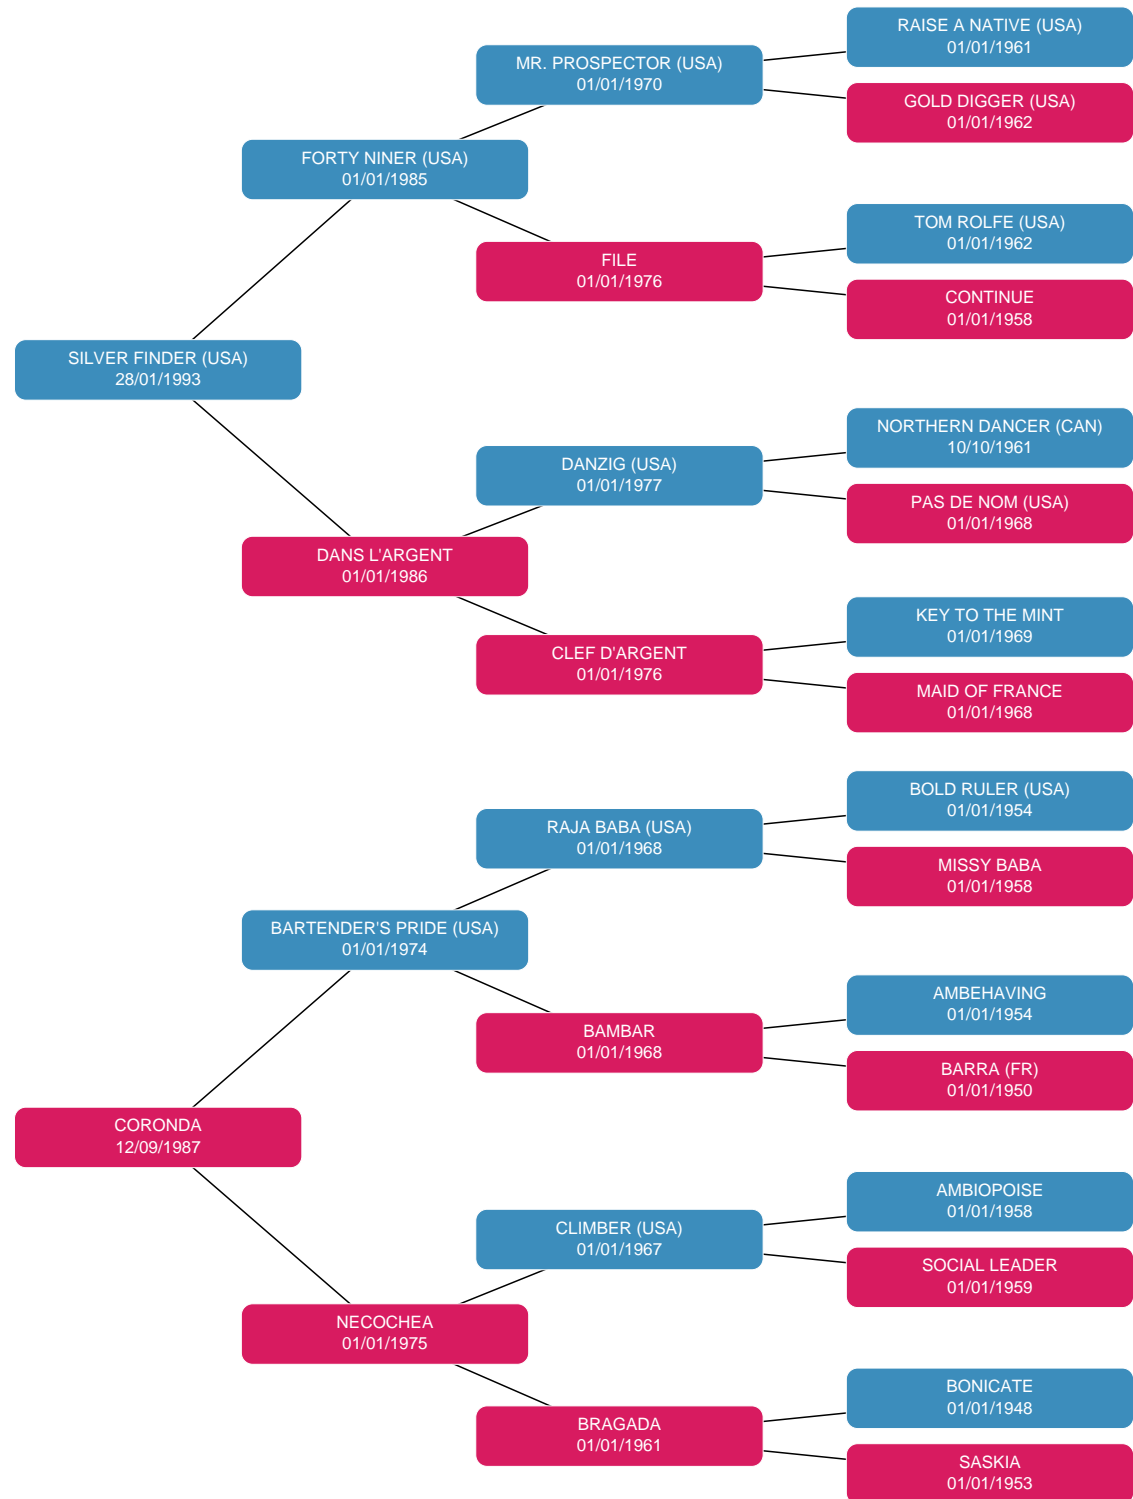 RAISE A NATIVE (USA)
01/01/1961
MR. PROSPECTOR (USA)
01/01/1970
GOLD DIGGER (USA)
01/01/1962
FORTY NINER (USA)
01/01/1985
TOM ROLFE (USA)
01/01/1962
FILE
01/01/1976
CONTINUE
01/01/1958
SILVER FINDER (USA)
28/01/1993
NORTHERN DANCER (CAN)
10/10/1961
DANZIG (USA)
01/01/1977
PAS DE NOM (USA)
01/01/1968
DANS L'ARGENT
01/01/1986
KEY TO THE MINT
01/01/1969
CLEF D'ARGENT
01/01/1976
MAID OF FRANCE
01/01/1968
BOLD RULER (USA)
01/01/1954
RAJA BABA (USA)
01/01/1968
MISSY BABA
01/01/1958
BARTENDER'S PRIDE (USA)
01/01/1974
AMBEHAVING
01/01/1954
BAMBAR
01/01/1968
BARRA (FR)
01/01/1950
CORONDA
12/09/1987
AMBIOPOISE
01/01/1958
CLIMBER (USA)
01/01/1967
SOCIAL LEADER
01/01/1959
NECOCHEA
01/01/1975
BONICATE
01/01/1948
BRAGADA
01/01/1961
SASKIA
01/01/1953